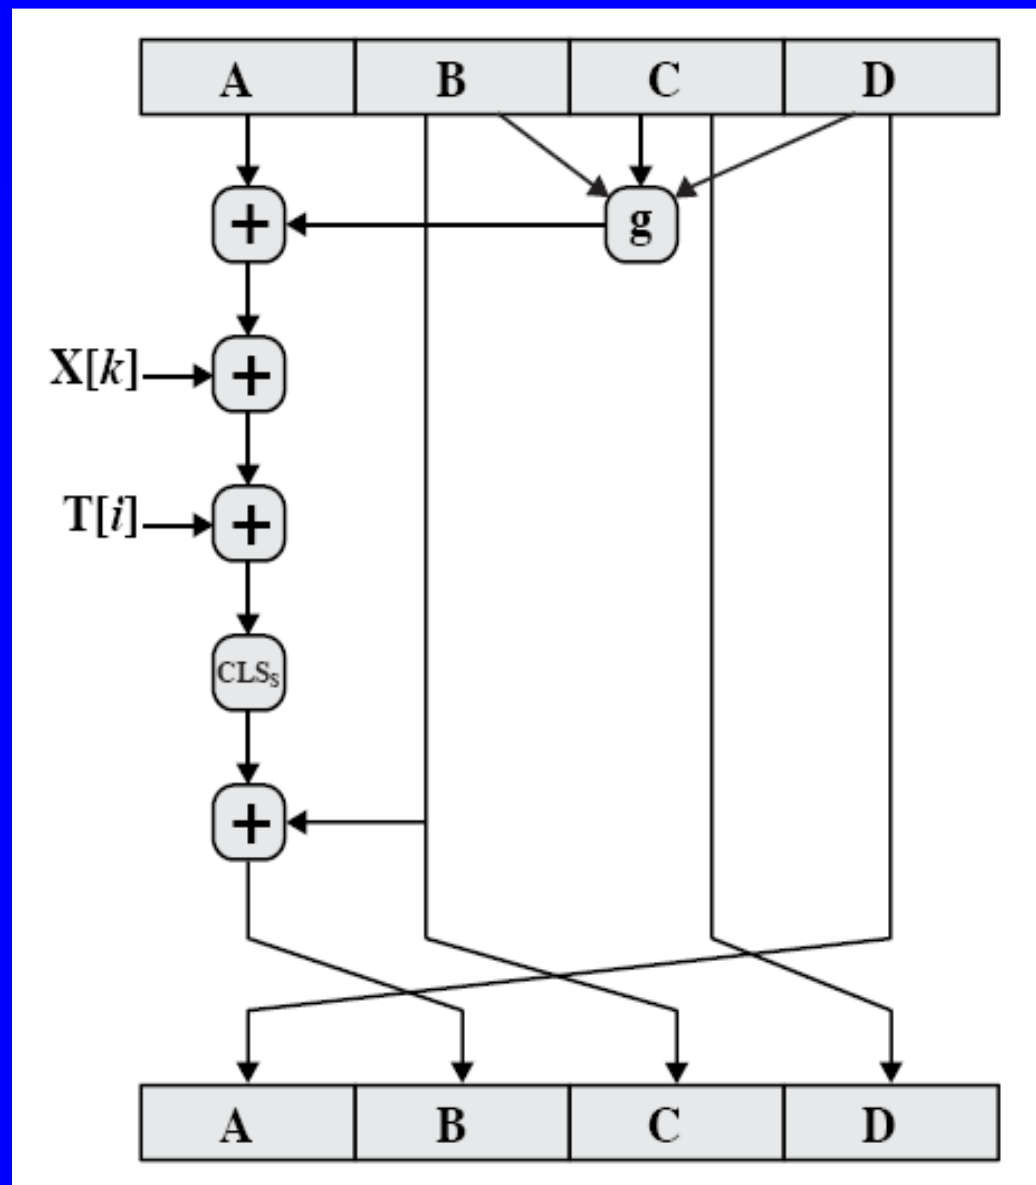 A B C D
+ g
X[k] +
T[i] +
CLSs
+
A B C D